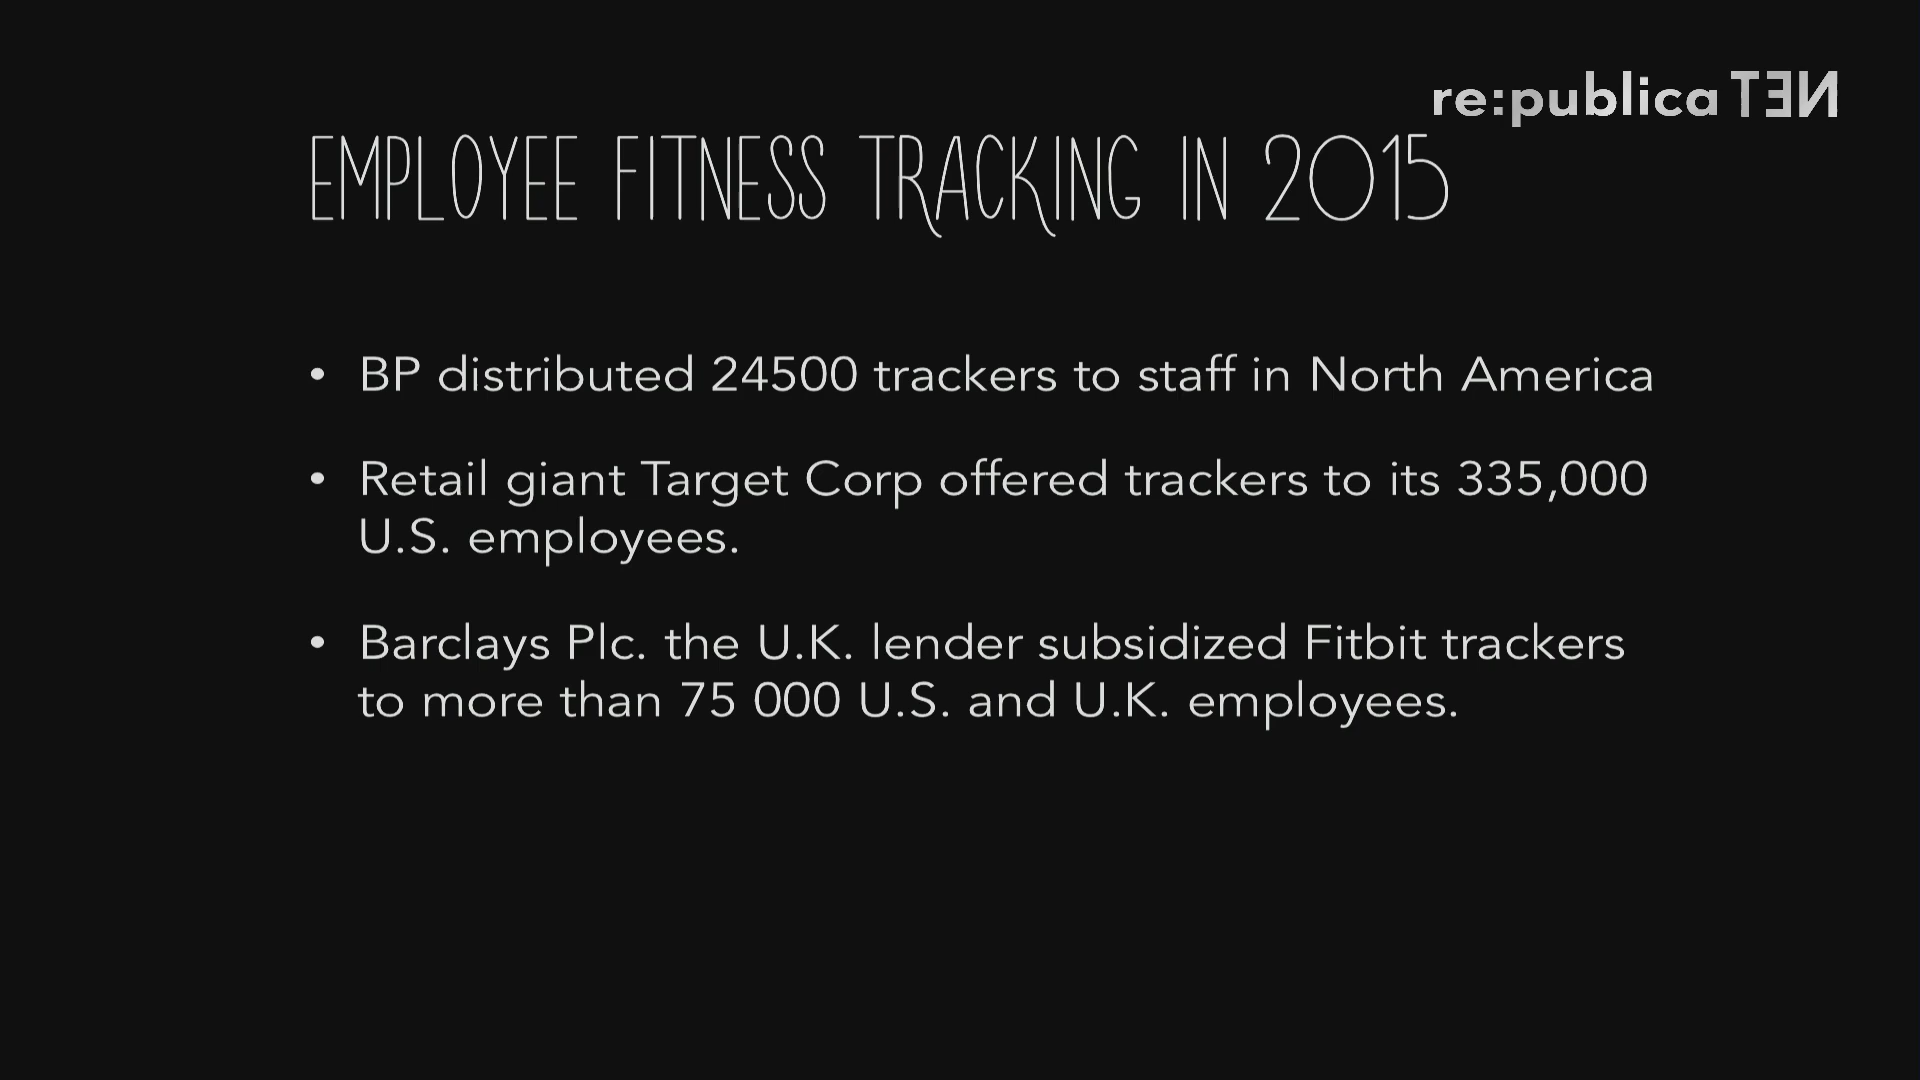 re:publica TEN
EMPLOYEE FITNESS TRACKING IN 2015
• BP distributed 24500 trackers to staff in North America
• Retail giant Target Corp offered trackers to its 335,000
U.S. employees.
• Barclays Plc. the U.K. lender subsidized Fitbit trackers
to more than 75 000 U.S. and U.K. employees.